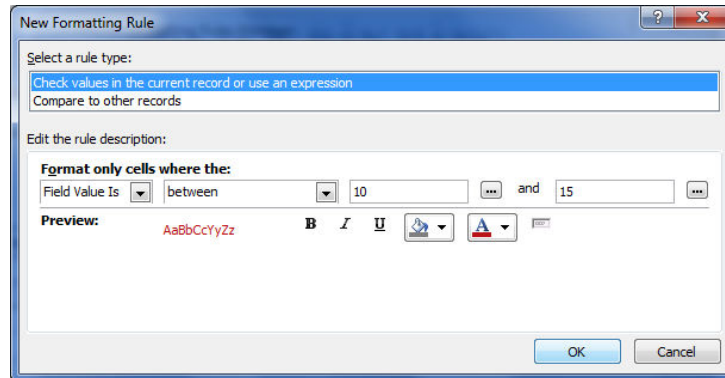 New Formatting Rule
Select a rule type:
Check values in the current record or use an expression
Compare to other records
Edit the rule description:
Format only cells where the:
Field Value Is between 10 ... and 15 ...
Preview: AaBbCcYyZz B I U A
OK Cancel